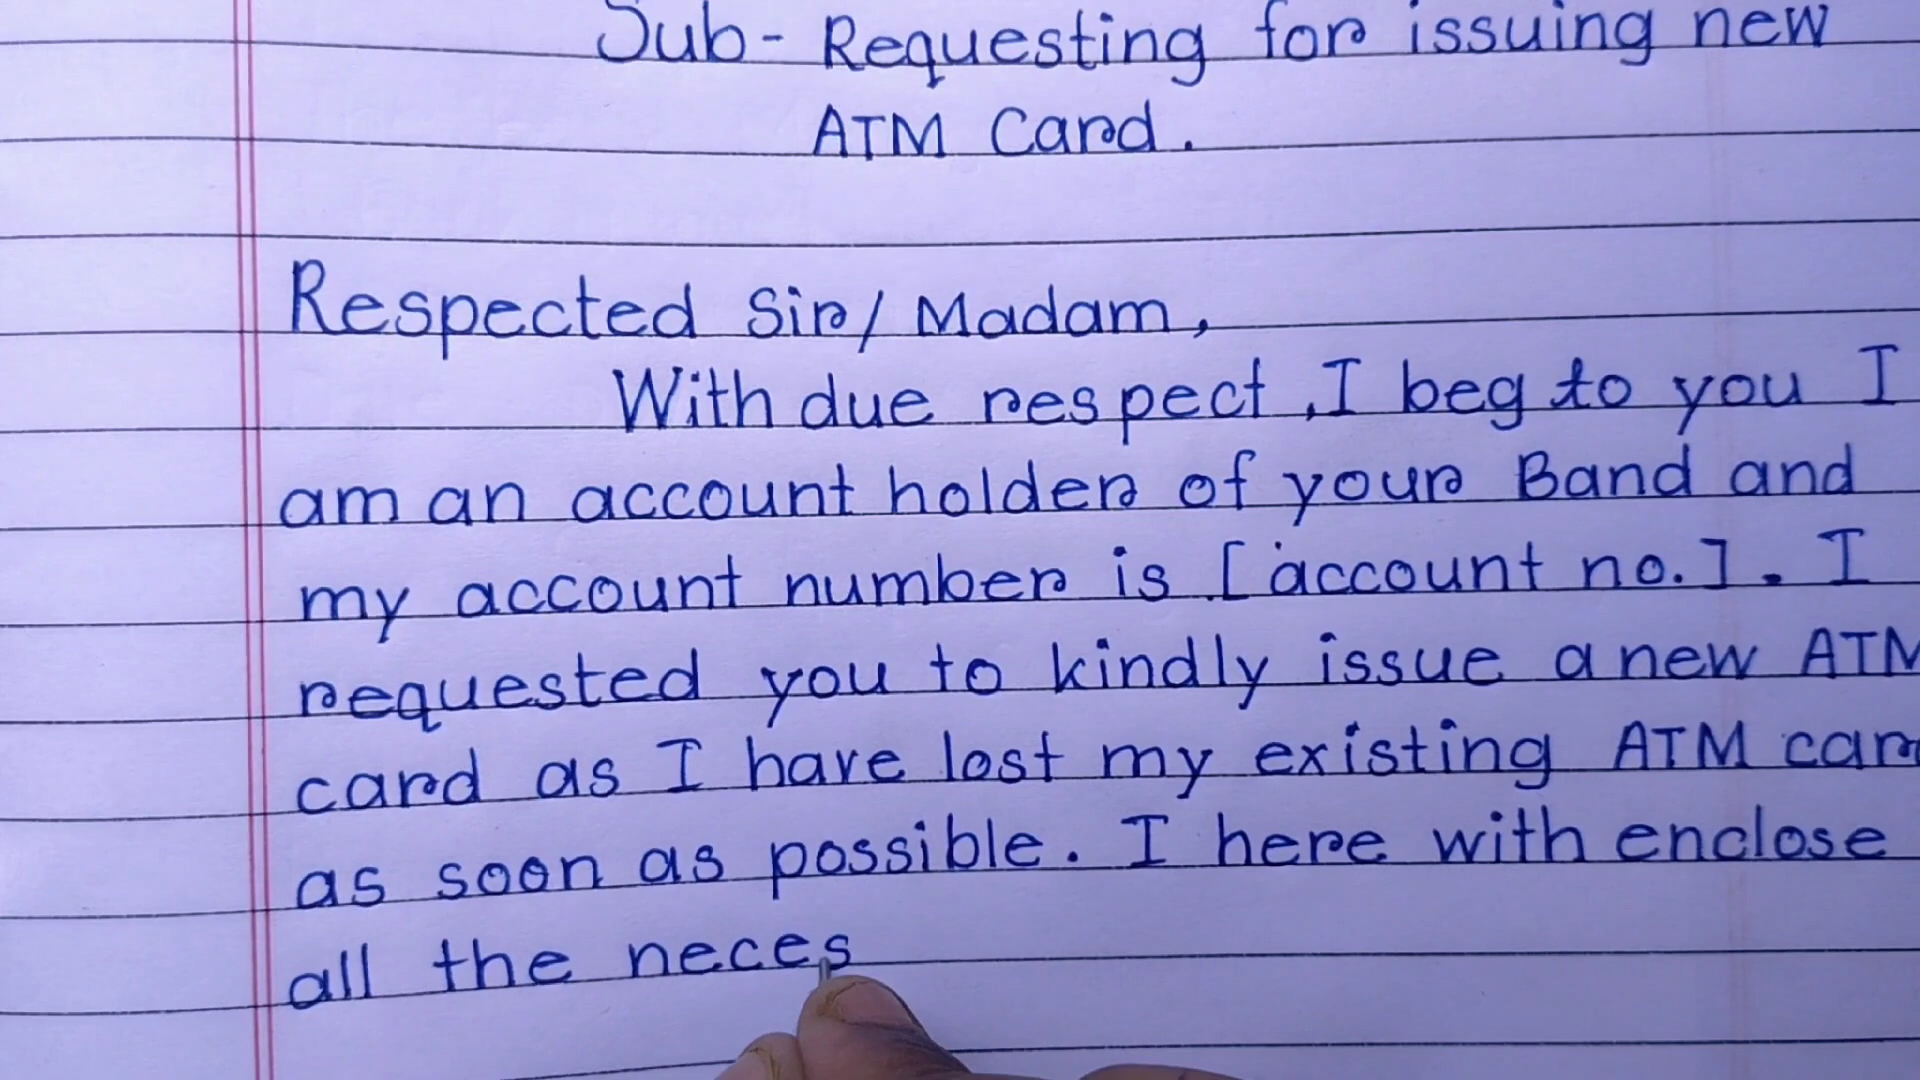 Sub- Requesting for issuing new
ATM Card.
Respected Sir/ Madam,
With due respect, I beg to you I
am an account holder of your Band and
my account number is [account no.]. I
requested you to kindly issue a new ATM
card as I have lost my existing ATM car
as soon as possible. I here with enclose
all the neces